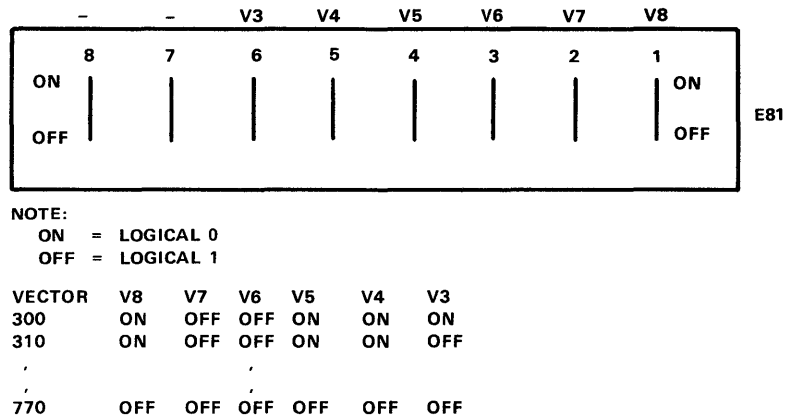 – – V3 V4 V5 V6 V7 V8
8 7 6 5 4 3 2 1
ON ON
E81
OFF OFF
NOTE:
ON = LOGICAL 0
OFF = LOGICAL 1
VECTOR V8 V7 V6 V5 V4 V3
300 ON OFF OFF ON ON ON
310 ON OFF OFF ON ON OFF
, ,
, ,
770 OFF OFF OFF OFF OFF OFF